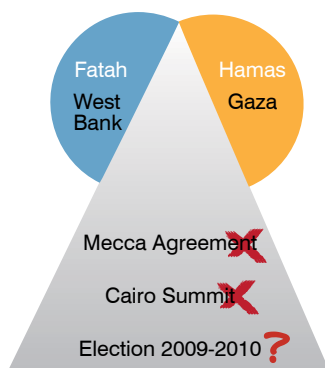 Fatah
West
Bank
Hamas
Gaza
Mecca Agreement
Cairo Summit
Election 2009-2010?